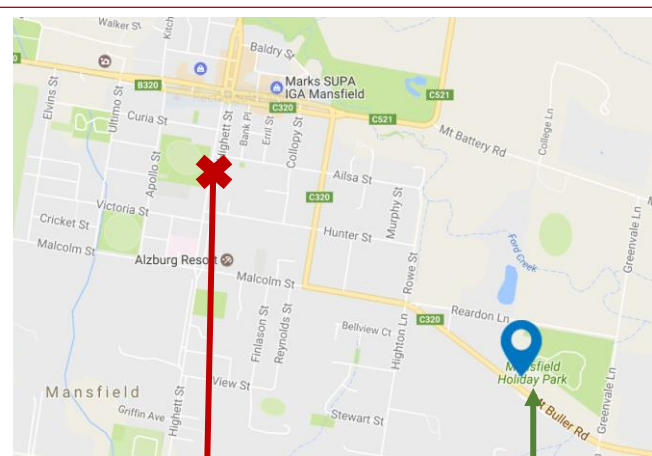 Walker St
Kitch
Baldry St
B320
Marks SUPA
IGA Mansfield
C320
C521
C521
Mt Battery Rd
College Ln
Elvins St
Ultimo St
Curia St
Highett St
Bank Pl
Erril St
Collopy St
Apollo St
Ailsa St
Murphy St
C320
Victoria St
Cricket St
Hunter St
Malcolm St
Alzburg Resort
Malcolm St
Rowe St
Ford Creek
Greenvale Ln
Reardon Ln
C320
Finlason St
Reynolds St
Bellview Ct
Highton Ln
Mansfield
Holiday Park
View St
Mansfield
Griffin Ave
Highett St
Stewart St
Mt Buller Rd
Greenvale Ln